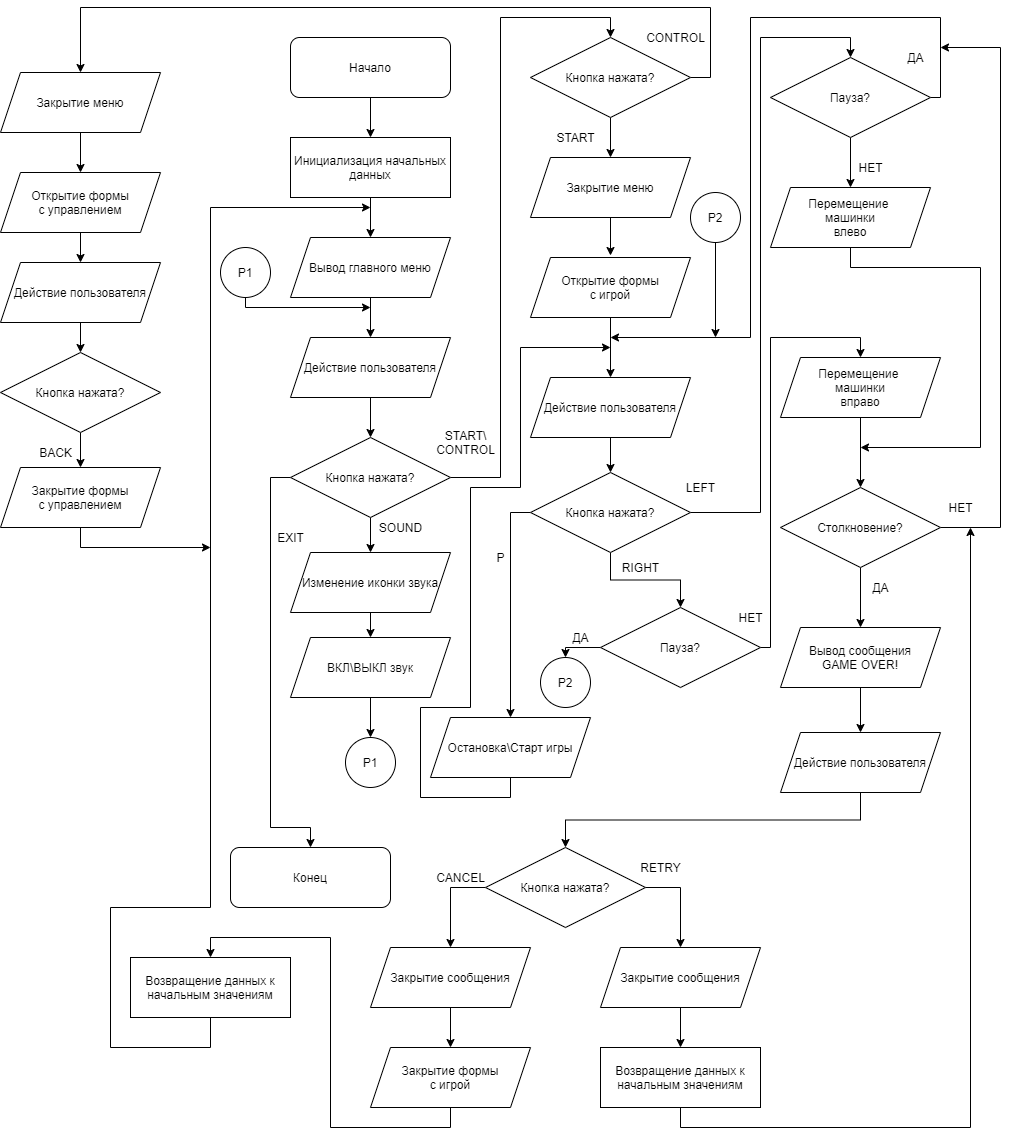 Закрытие меню
Открытие формы
с управлением
Действие пользователя
Кнопка нажата?
BACK
Закрытие формы
с управлением
Начало
Инициализация начальных
данных
P1
Вывод главного меню
Действие пользователя
Кнопка нажата?
START\
CONTROL
EXIT
SOUND
Изменение иконки звука
ВКЛ\ВЫКЛ звук
P1
Конец
Кнопка нажата?
CONTROL
START
Закрытие меню
P2
Открытие формы
с игрой
Действие пользователя
Кнопка нажата?
LEFT
P
RIGHT
Пауза?
ДА
НЕТ
P2
Остановка\Старт игры
Пауза?
ДА
НЕТ
Перемещение
машинки
влево
Перемещение
машинки
вправо
Столкновение?
НЕТ
ДА
Вывод сообщения
GAME OVER!
Действие пользователя
Кнопка нажата?
CANCEL
RETRY
Закрытие сообщения
Закрытие сообщения
Закрытие формы
с игрой
Возвращение данных к
начальным значениям
Возвращение данных к
начальным значениям